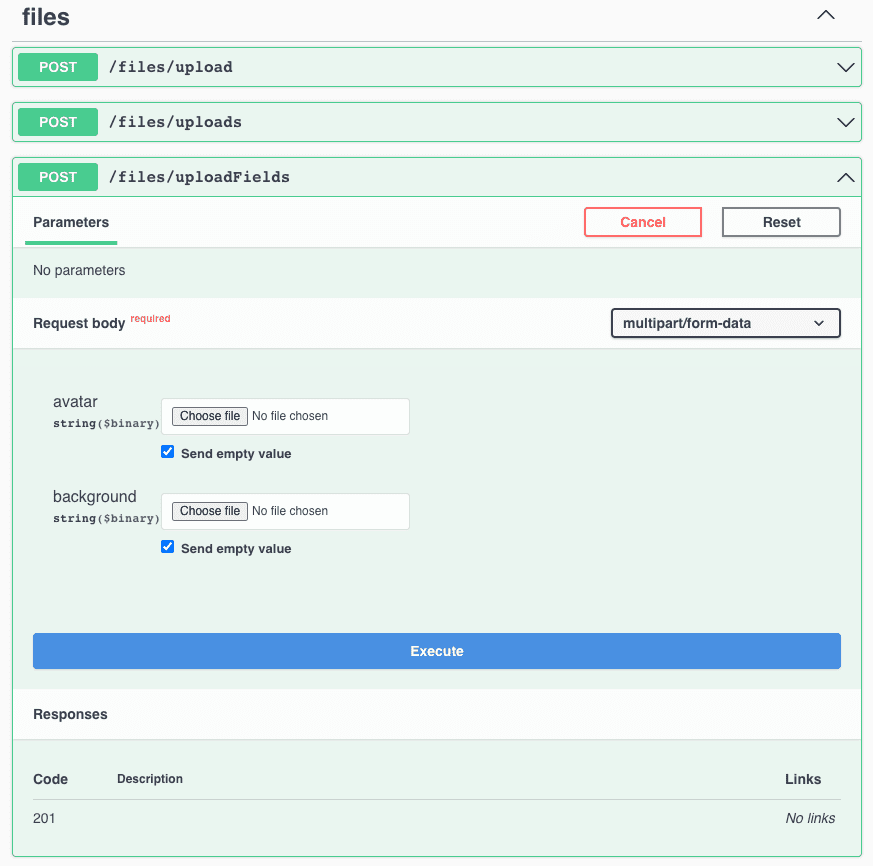 files
POST /files/upload
POST /files/uploads
POST /files/uploadFields
Parameters Cancel Reset
No parameters
Request body required multipart/form-data
avatar
string($binary) Choose file No file chosen
Send empty value
background
string($binary) Choose file No file chosen
Send empty value
Execute
Responses
Code Description Links
201 No links